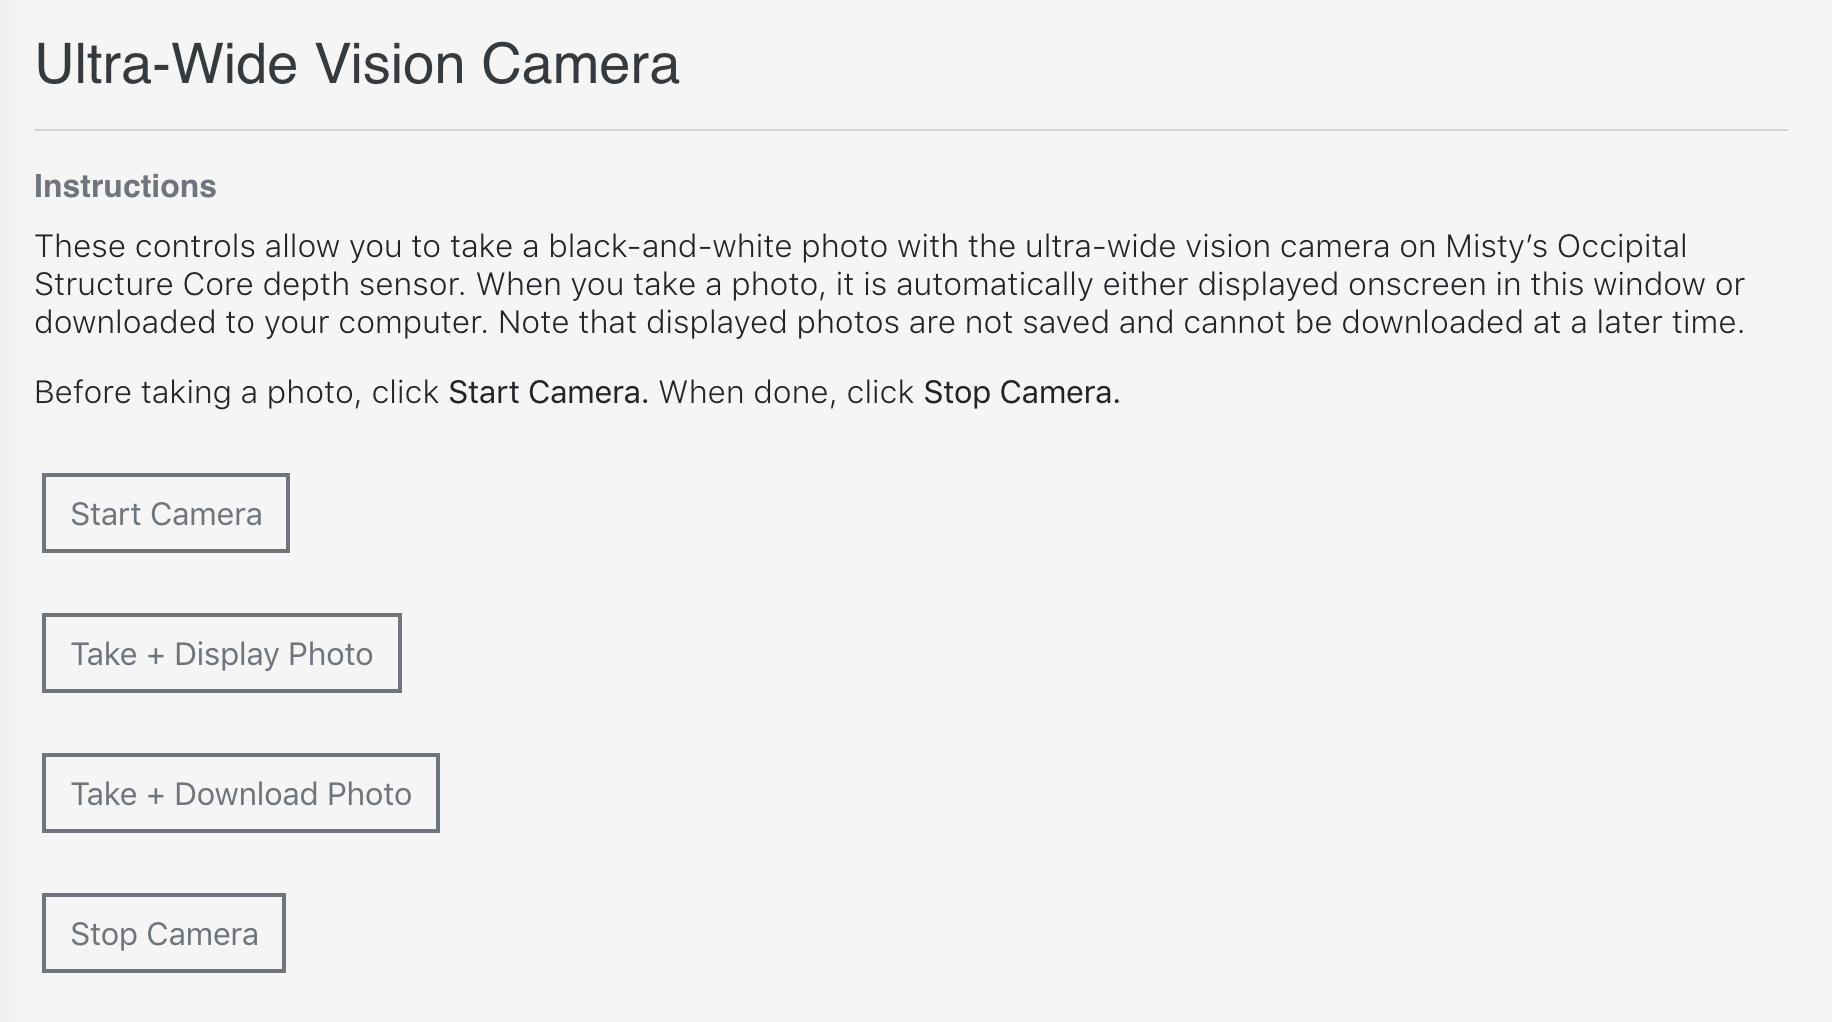 Ultra-Wide Vision Camera
Instructions
These controls allow you to take a black-and-white photo with the ultra-wide vision camera on Misty’s Occipital
Structure Core depth sensor. When you take a photo, it is automatically either displayed onscreen in this window or
downloaded to your computer. Note that displayed photos are not saved and cannot be downloaded at a later time.
Before taking a photo, click Start Camera. When done, click Stop Camera.
Start Camera
Take + Display Photo
Take + Download Photo
Stop Camera